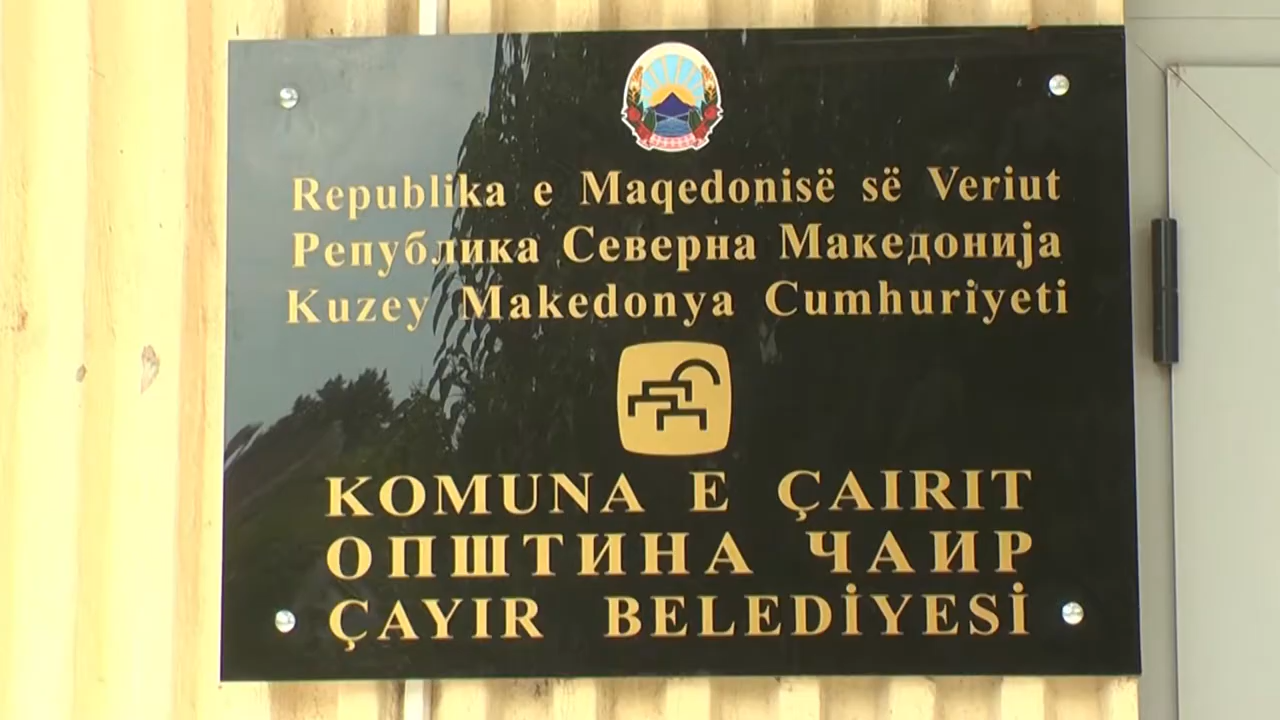 Republika e Maqedonisë së Veriut
Република Северна Македонија
Kuzey Makedonya Cumhuriyeti
KOMUNA E ÇAIRIT
ОПШТИНА ЧАИР
ÇAYIR BELEDİYESİ